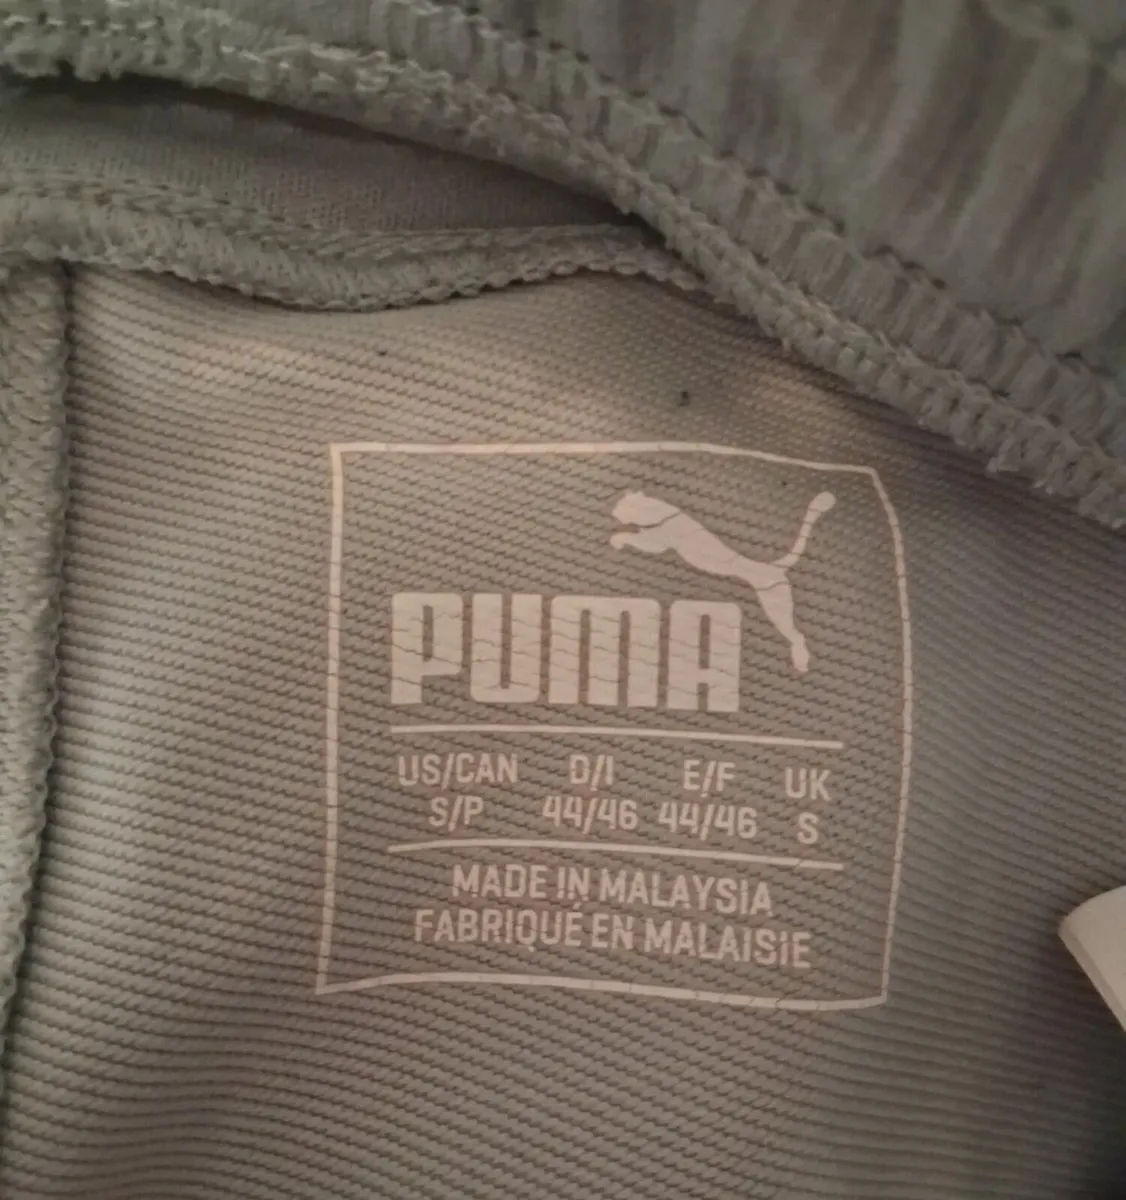 PUMA
US/CAN D/I E/F UK
S/P 44/46 44/46 S
MADE IN MALAYSIA
FABRIQUÉ EN MALAISIE